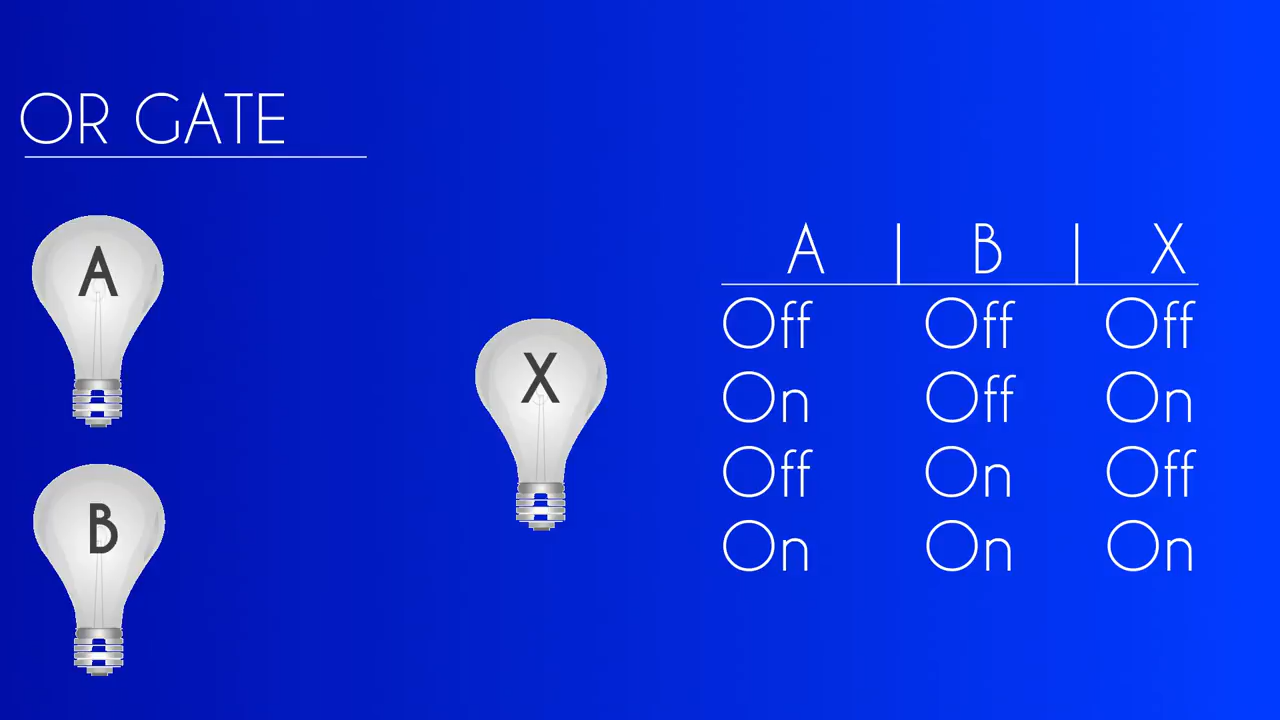 OR GATE
A
B
X
A | B | X
Off Off Off
On Off On
Off On Off
On On On